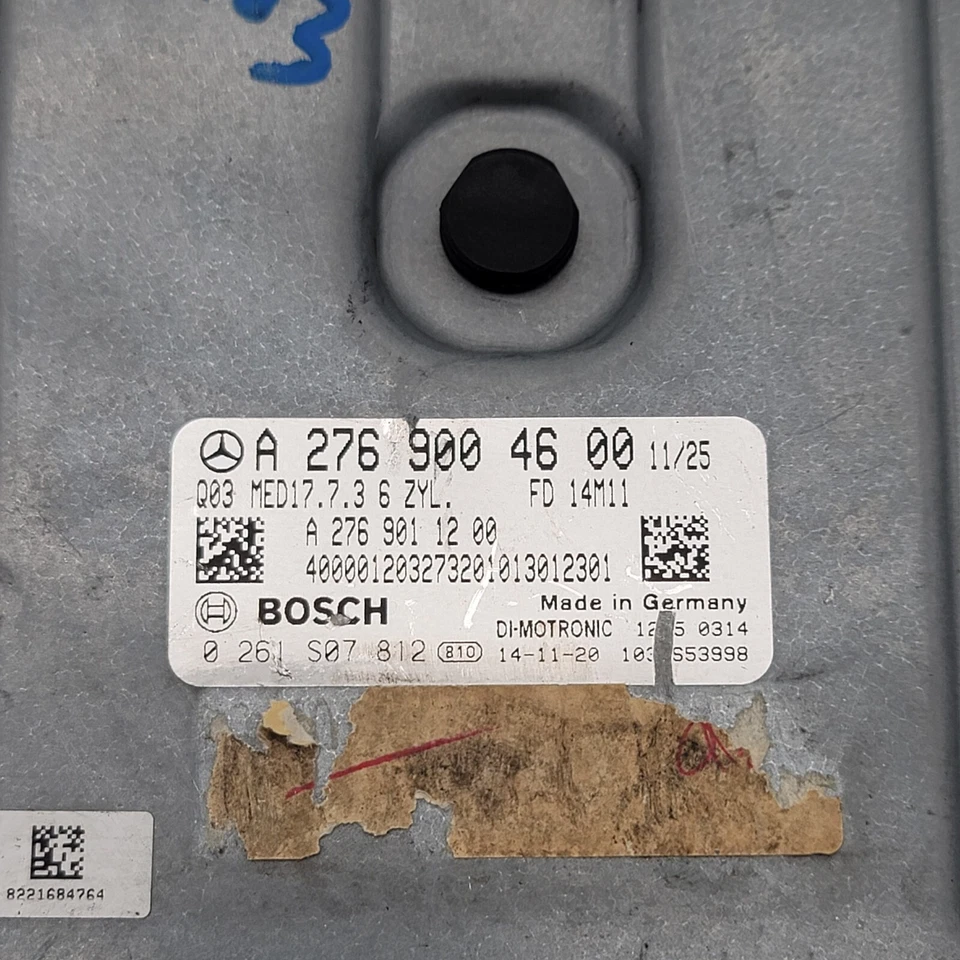 A 276 900 46 00 11/25
Q03 MED17.7.3 6 ZYL. FD 14M11
A 276 901 12 00
400001203273201013012301
BOSCH
Made in Germany
DI-MOTRONIC 0314
0 261 S07 812 810 14-11-20
8221684764